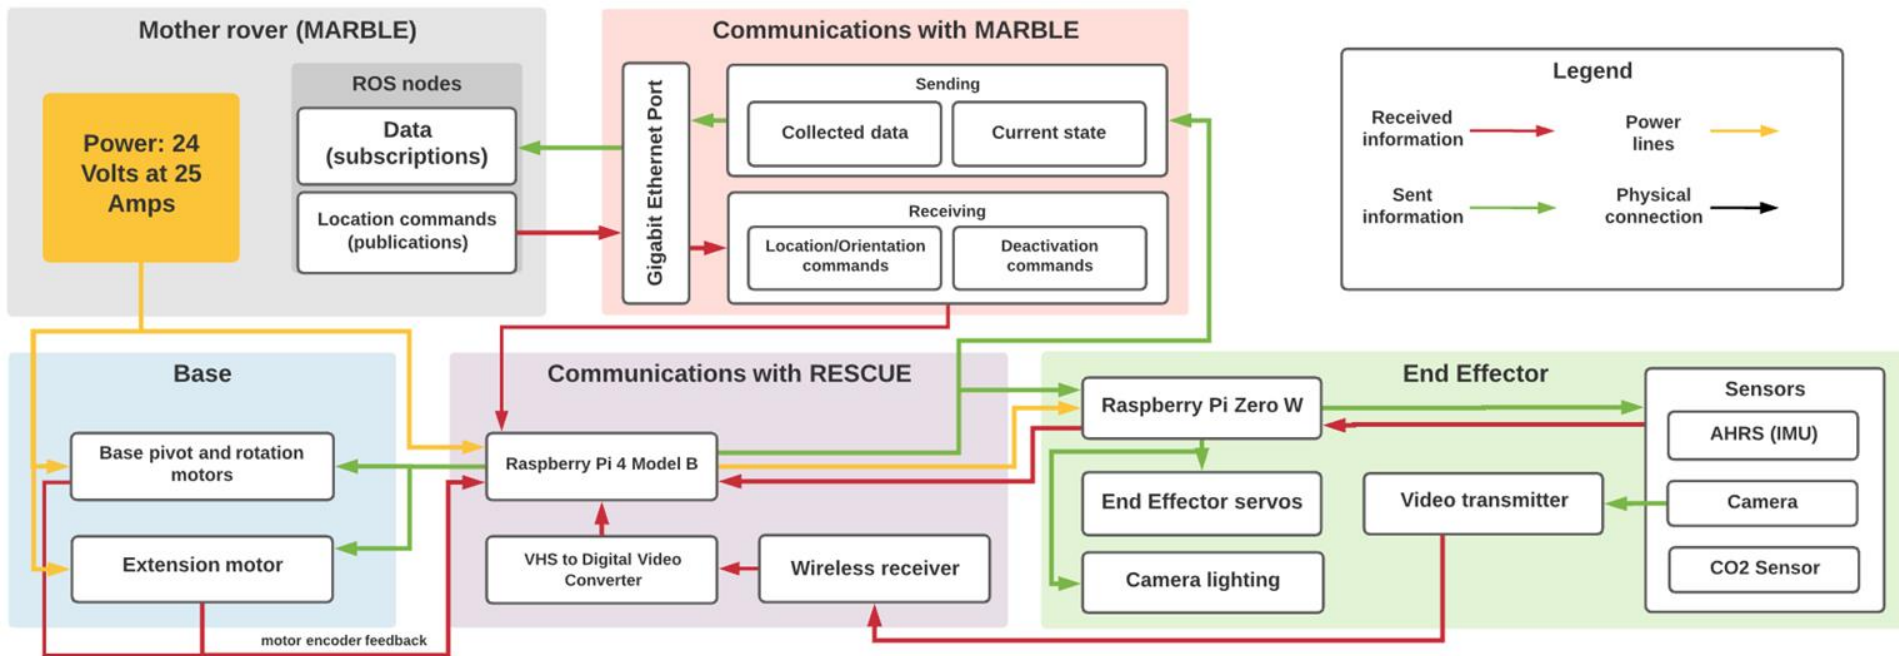 Mother rover (MARBLE)
Power: 24
Volts at 25
Amps
ROS nodes
Data
(subscriptions)
Location commands
(publications)
Communications with MARBLE
Gigabit Ethernet Port
Sending
Collected data
Current state
Receiving
Location/Orientation
commands
Deactivation
commands
Legend
Received
information
Power
lines
Sent
information
Physical
connection
Base
Base pivot and rotation
motors
Extension motor
motor encoder feedback
Communications with RESCUE
Raspberry Pi 4 Model B
VHS to Digital Video
Converter
Wireless receiver
End Effector
Raspberry Pi Zero W
End Effector servos
Camera lighting
Video transmitter
Sensors
AHRS (IMU)
Camera
CO2 Sensor